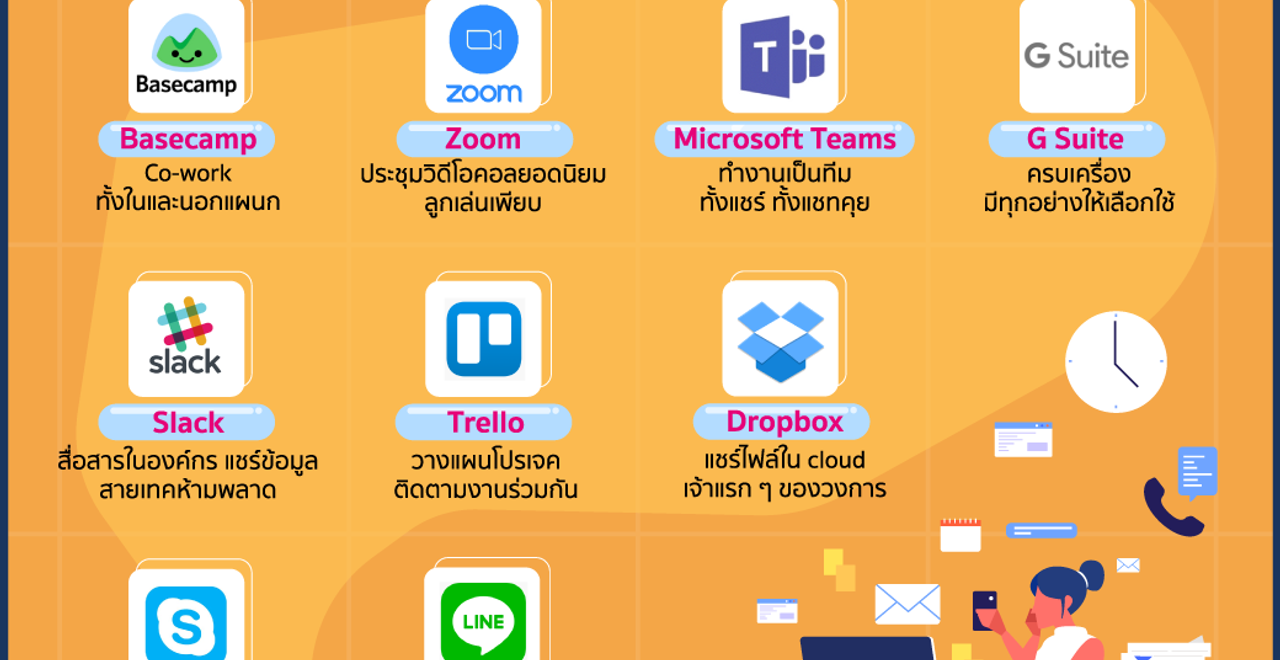 Basecamp
zoom
T
G Suite
Basecamp
Zoom
Microsoft Teams
G Suite
Co-work
ทั้งในและนอกแผนก
ประชุมวิดีโอคอลยอดนิยม
ลูกเล่นเพียบ
ทำงานเป็นทีม
ทั้งแชร์ ทั้งแชทคุย
ครบเครื่อง
มีทุกอย่างให้เลือกใช้
slack
Slack
Trello
Dropbox
สื่อสารในองค์กร แชร์ข้อมูล
สายเทคห้ามพลาด
วางแผนโปรเจค
ติดตามงานร่วมกัน
แชร์ไฟล์ใน cloud
เจ้าแรก ๆ ของวงการ
S
LINE